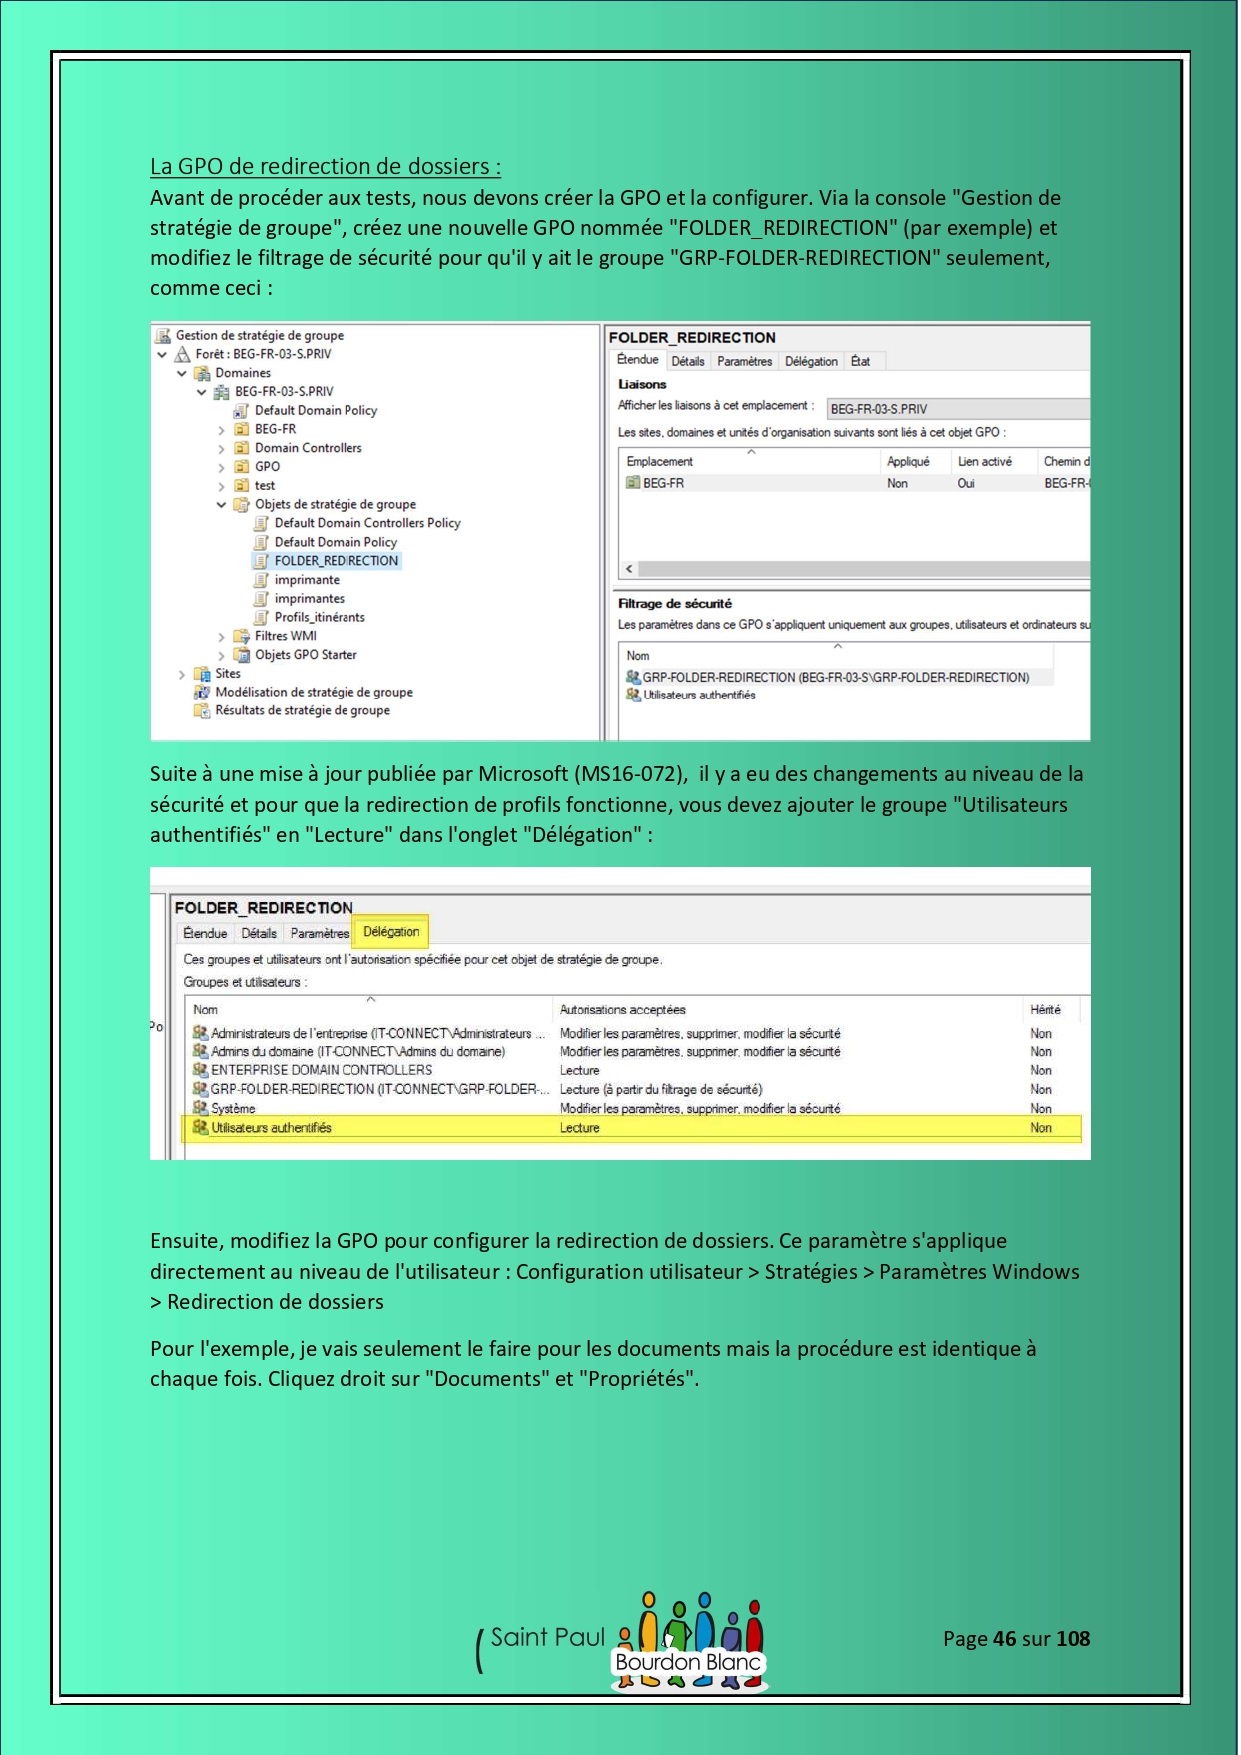 La GPO de redirection de dossiers :
Avant de procéder aux tests, nous devons créer la GPO et la configurer. Via la console "Gestion de
stratégie de groupe", créez une nouvelle GPO nommée "FOLDER_REDIRECTION" (par exemple) et
modifiez le filtrage de sécurité pour qu'il y ait le groupe "GRP-FOLDER-REDIRECTION" seulement,
comme ceci :
Gestion de stratégie de groupe
Forêt : BEG-FR-03-S.PRIV
Domaines
BEG-FR-03-S.PRIV
Default Domain Policy
BEG-FR
Domain Controllers
GPO
test
Objets de stratégie de groupe
Default Domain Controllers Policy
Default Domain Policy
FOLDER_REDIRECTION
imprimante
imprimantes
Profils_itinérants
Filtres WMI
Objets GPO Starter
Sites
Modélisation de stratégie de groupe
Résultats de stratégie de groupe
FOLDER_REDIRECTION
Étendue Détails Paramètres Délégation État
Liaisons
Afficher les liaisons à cet emplacement : BEG-FR-03-S.PRIV
Les sites, domaines et unités d'organisation suivants sont liés à cet objet GPO :
Emplacement Appliqué Lien activé Chemin d
BEG-FR Non Oui BEG-FR-
Filtrage de sécurité
Les paramètres dans ce GPO s'appliquent uniquement aux groupes, utilisateurs et ordinateurs su
Nom
GRP-FOLDER-REDIRECTION (BEG-FR-03-S\GRP-FOLDER-REDIRECTION)
Utilisateurs authentifiés
Suite à une mise à jour publiée par Microsoft (MS16-072), il y a eu des changements au niveau de la
sécurité et pour que la redirection de profils fonctionne, vous devez ajouter le groupe "Utilisateurs
authentifiés" en "Lecture" dans l'onglet "Délégation" :
Po
FOLDER_REDIRECTION
Étendue Détails Paramètres Délégation
Ces groupes et utilisateurs ont l'autorisation spécifiée pour cet objet de stratégie de groupe.
Groupes et utilisateurs :
Nom Autorisations acceptées Hérité
Administrateurs de l'entreprise (IT-CONNECT\Administrateurs ... Modifier les paramètres, supprimer, modifier la sécurité Non
Admins du domaine (IT-CONNECT\Admins du domaine) Modifier les paramètres, supprimer, modifier la sécurité Non
ENTERPRISE DOMAIN CONTROLLERS Lecture Non
GRP-FOLDER-REDIRECTION (IT-CONNECT\GRP-FOLDER-... Lecture (à partir du filtrage de sécurité) Non
Système Modifier les paramètres, supprimer, modifier la sécurité Non
Utilisateurs authentifiés Lecture Non
Ensuite, modifiez la GPO pour configurer la redirection de dossiers. Ce paramètre s'applique
directement au niveau de l'utilisateur : Configuration utilisateur > Stratégies > Paramètres Windows
> Redirection de dossiers
Pour l'exemple, je vais seulement le faire pour les documents mais la procédure est identique à
chaque fois. Cliquez droit sur "Documents" et "Propriétés".
Saint Paul
Bourdon Blanc
Page 46 sur 108